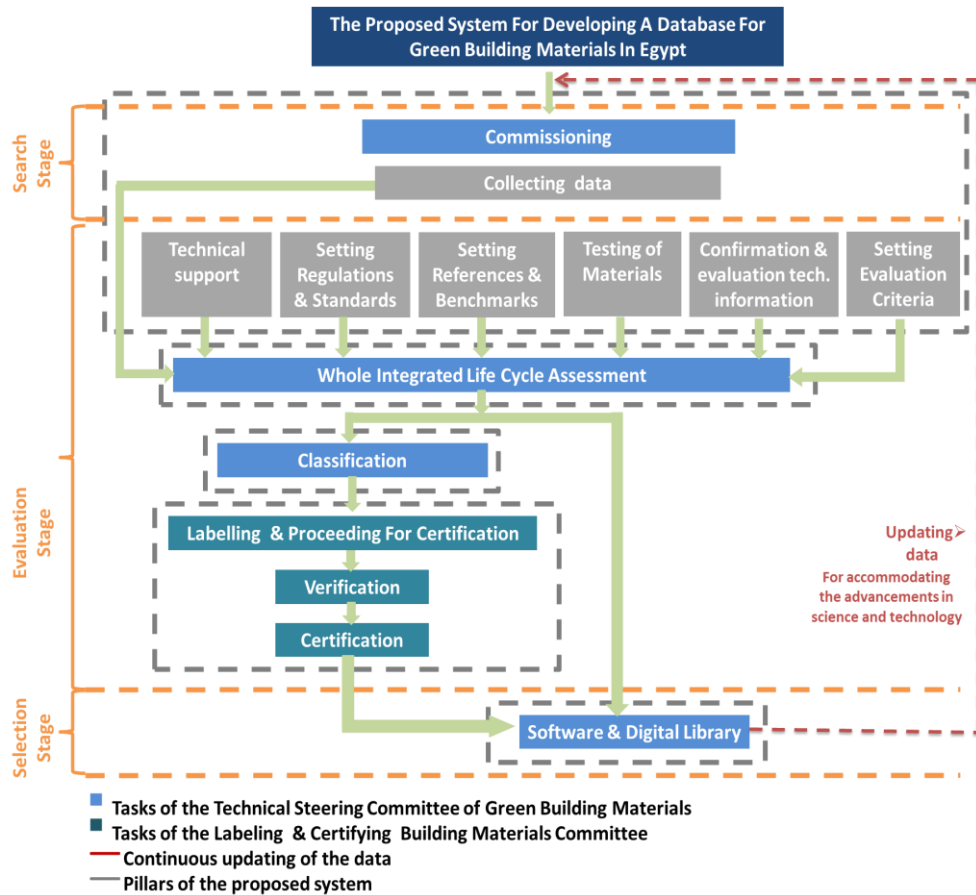 The Proposed System For Developing A Database For
Green Building Materials In Egypt
Search
Stage
Commissioning
Collecting data
Evaluation
Stage
Technical
support
Setting
Regulations
& Standards
Setting
References &
Benchmarks
Testing of
Materials
Confirmation &
evaluation tech.
information
Setting
Evaluation
Criteria
Whole Integrated Life Cycle Assessment
Classification
Labelling & Proceeding For Certification
Verification
Certification
Updating➢
data
For accommodating
the advancements in
science and technology
Selection
Stage
Software & Digital Library
Tasks of the Technical Steering Committee of Green Building Materials
Tasks of the Labeling & Certifying Building Materials Committee
Continuous updating of the data
Pillars of the proposed system